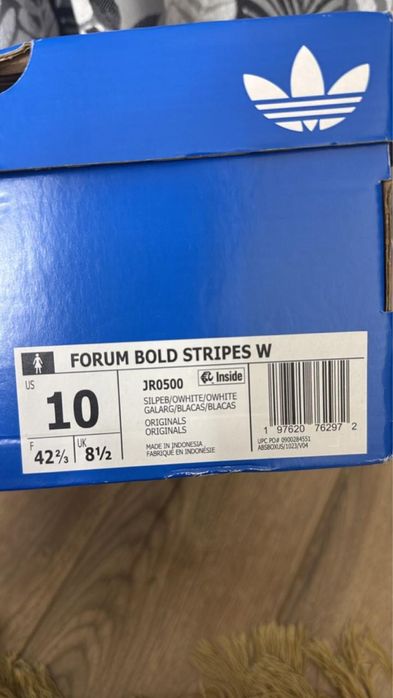 FORUM BOLD STRIPES W
US
10
F
42⅔
UK
8½
JR0500
Inside
SILPEB/OWHITE/OWHITE
GALARG/BLACAS/BLACAS
ORIGINALS
ORIGINALS
MADE IN INDONESIA
FABRIQUÉ EN INDONÉSIE
1 97620 76297 2
UPC PO# 0900284551
ABSBOXUS/1023/V04